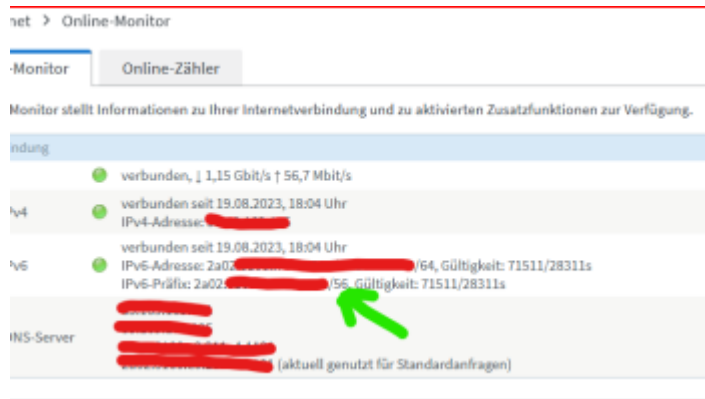 net > Online-Monitor
-Monitor Online-Zähler
Monitor stellt Informationen zu Ihrer Internetverbindung und zu aktivierten Zusatzfunktionen zur Verfügung.
ndung
verbunden, ↓ 1,15 Gbit/s ↑ 56,7 Mbit/s
Pv4 verbunden seit 19.08.2023, 18:04 Uhr
IPv4-Adresse:
Pv6 verbunden seit 19.08.2023, 18:04 Uhr
IPv6-Adresse: 2a02: /64, Gültigkeit: 71511/28311s
IPv6-Präfix: 2a02: /56, Gültigkeit: 71511/28311s
NS-Server
(aktuell genutzt für Standardanfragen)